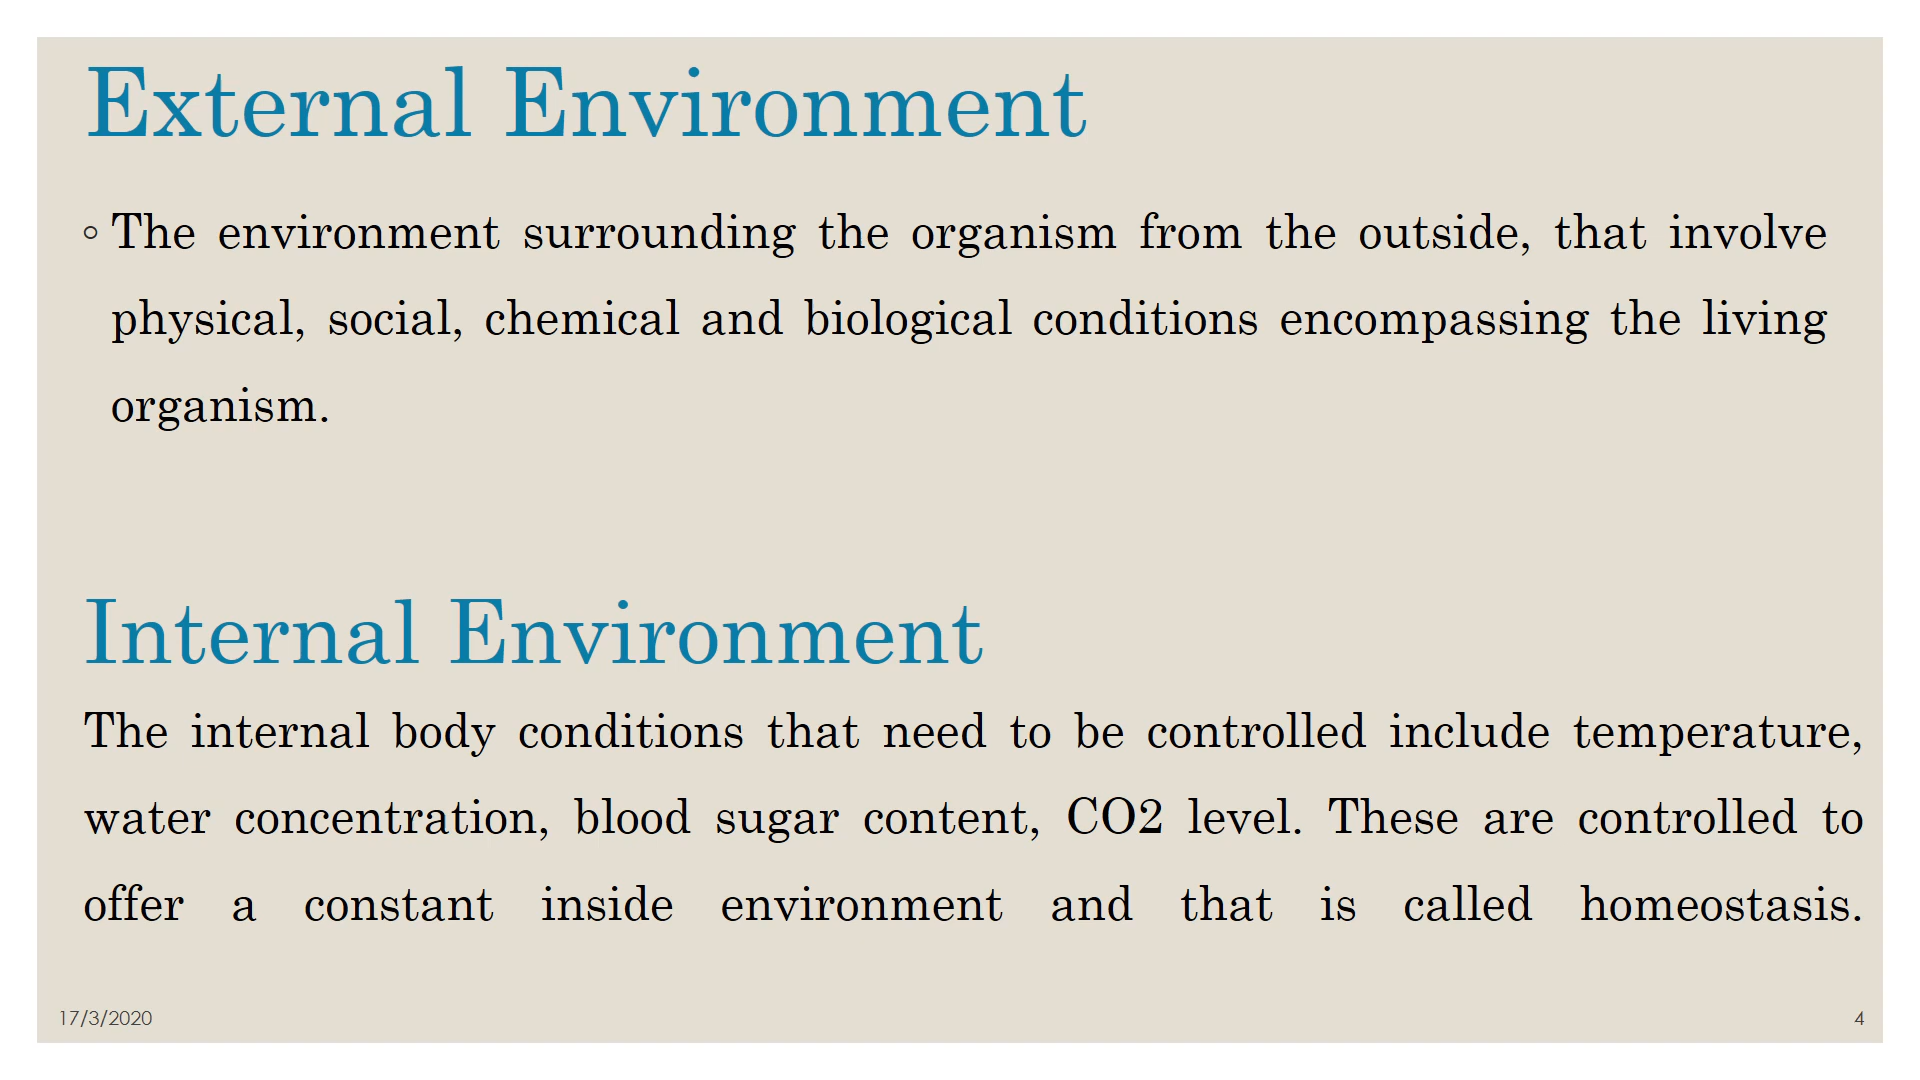 External Environment
◦ The environment surrounding the organism from the outside, that involve
physical, social, chemical and biological conditions encompassing the living
organism.
Internal Environment
The internal body conditions that need to be controlled include temperature,
water concentration, blood sugar content, CO2 level. These are controlled to
offer a constant inside environment and that is called homeostasis.
17/3/2020
4